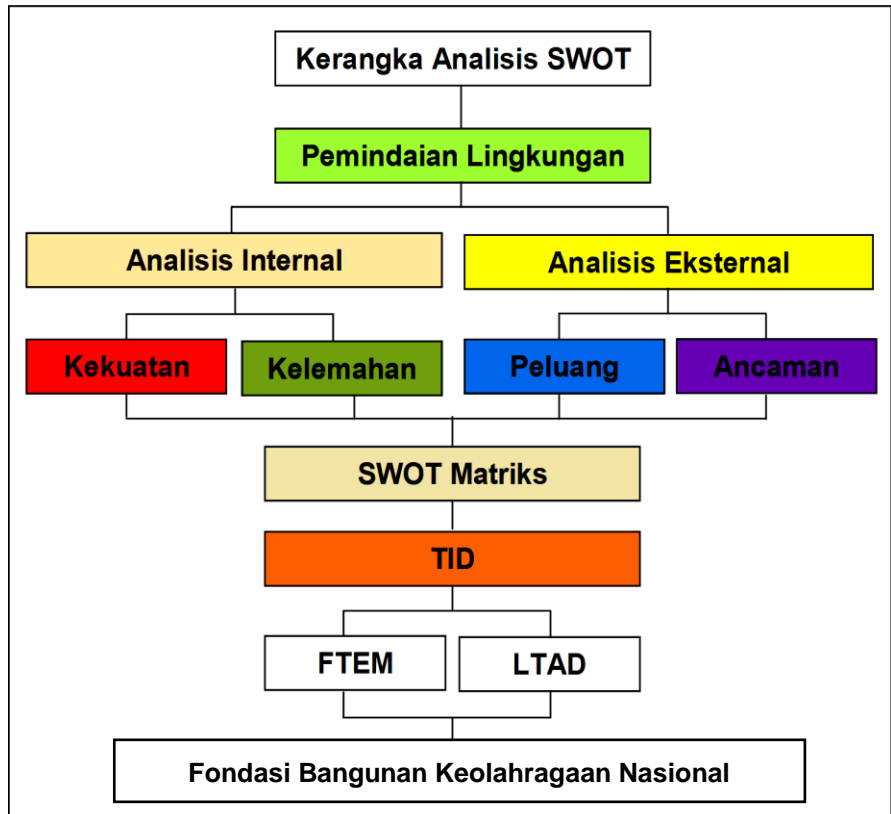 Kerangka Analisis SWOT
Pemindaian Lingkungan
Analisis Internal
Analisis Eksternal
Kekuatan
Kelemahan
Peluang
Ancaman
SWOT Matriks
TID
FTEM
LTAD
Fondasi Bangunan Keolahragaan Nasional